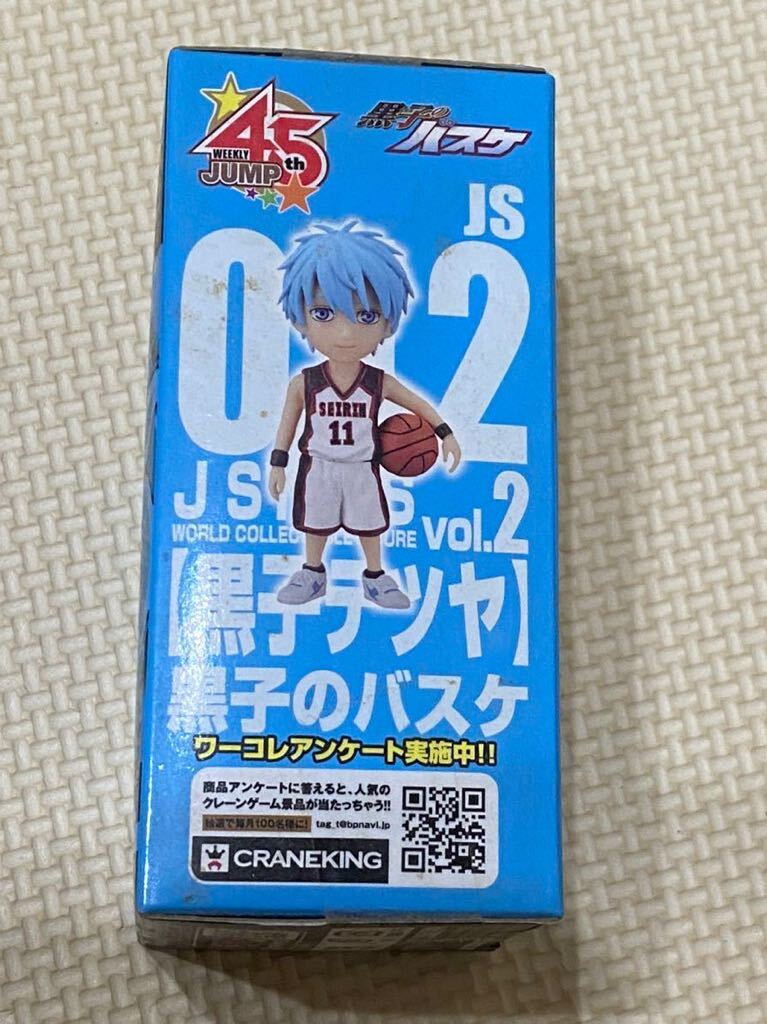 45th
WEEKLY
JUMP
黒子のバスケ
JS
0 2
SEIRIN
11
J S S
WORLD COLLEC URE vol.2
【黒子テツヤ】
黒子のバスケ
ワーコレアンケート実施中!!
商品アンケートに答えると、人気の
クレーンゲーム景品が当たっちゃう!!
抽選で毎月100名様に! tag_t@bpnavi.jp
CRANEKING